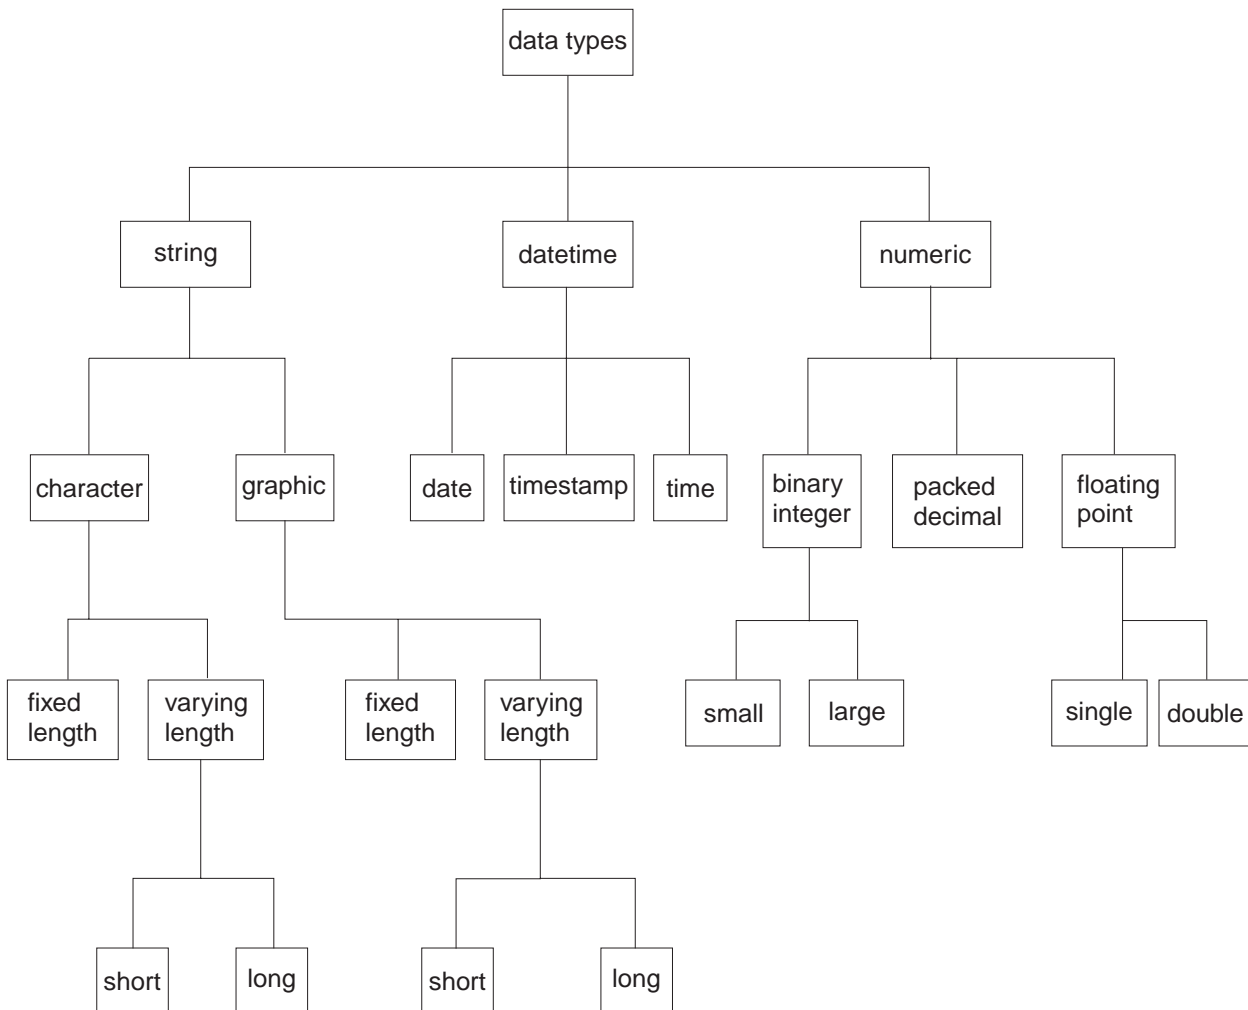 data types
string
datetime
numeric
character
graphic
date
timestamp
time
binary
integer
packed
decimal
floating
point
fixed
length
varying
length
fixed
length
varying
length
small
large
single
double
short
long
short
long